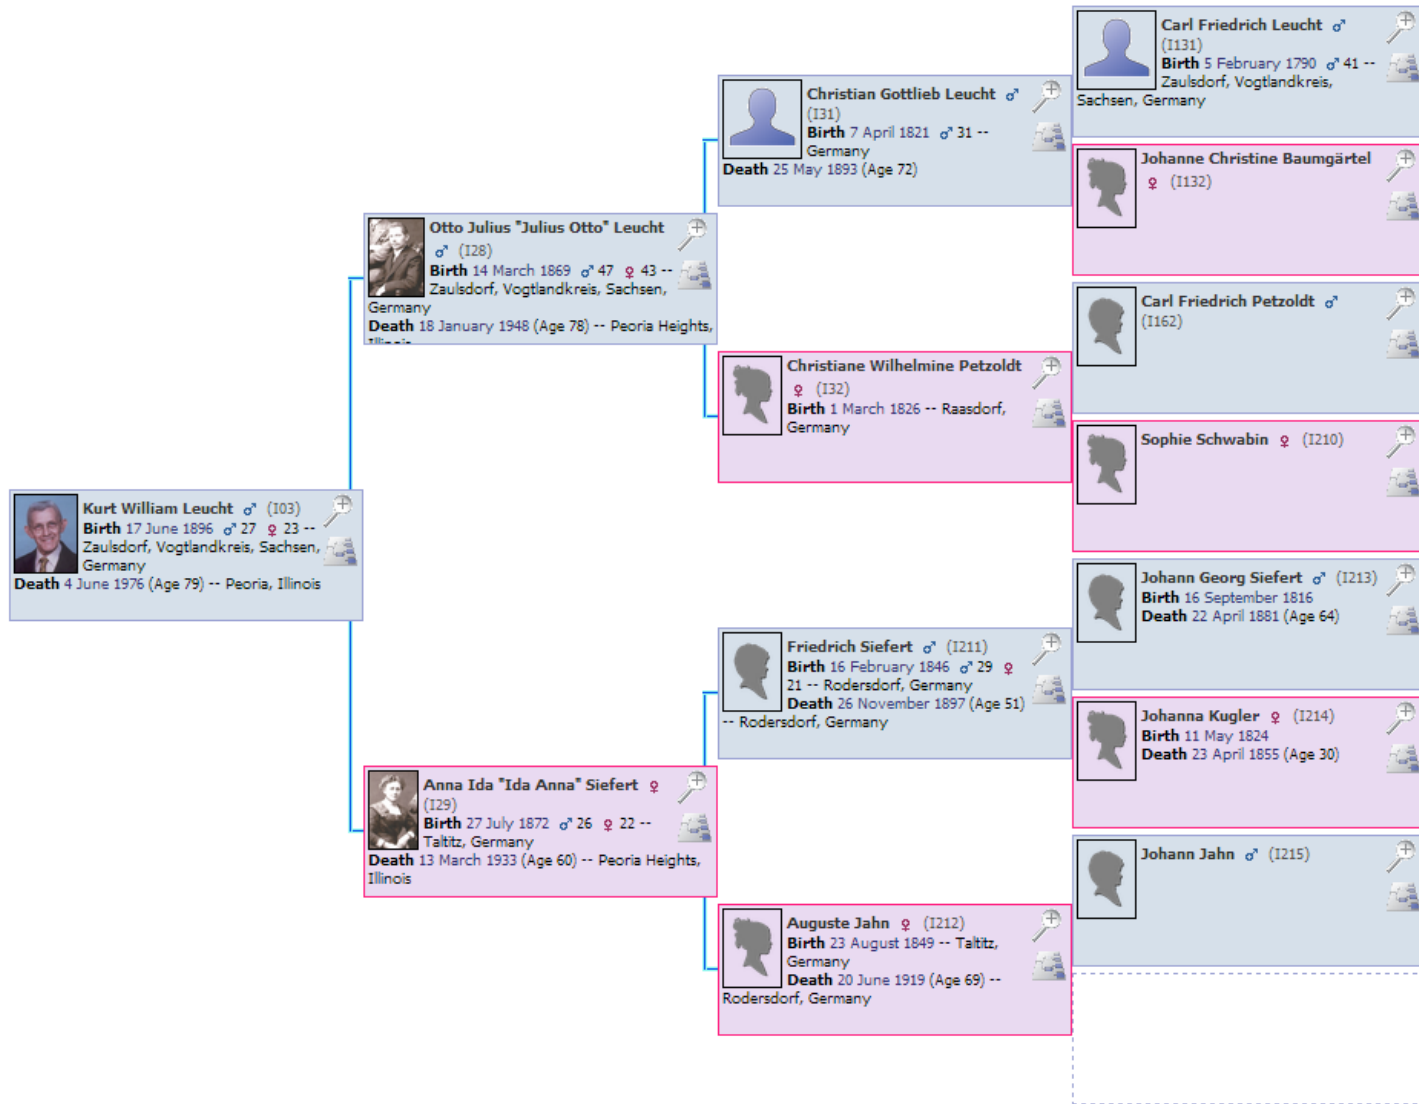 Carl Friedrich Leucht ♂
(I131)
Birth 5 February 1790 ♂ 41 --
Zaulsdorf, Vogtlandkreis,
Sachsen, Germany
Christian Gottlieb Leucht ♂
(I31)
Birth 7 April 1821 ♂ 31 --
Germany
Death 25 May 1893 (Age 72)
Johanne Christine Baumgärtel
♀ (I132)
Otto Julius "Julius Otto" Leucht
♂ (I28)
Birth 14 March 1869 ♂ 47 ♀ 43 --
Zaulsdorf, Vogtlandkreis, Sachsen,
Germany
Death 18 January 1948 (Age 78) -- Peoria Heights,
Illinois
Carl Friedrich Petzoldt ♂
(I162)
Christiane Wilhelmine Petzoldt
♀ (I32)
Birth 1 March 1826 -- Raasdorf,
Germany
Sophie Schwabin ♀ (I210)
Kurt William Leucht ♂ (I03)
Birth 17 June 1896 ♂ 27 ♀ 23 --
Zaulsdorf, Vogtlandkreis, Sachsen,
Germany
Death 4 June 1976 (Age 79) -- Peoria, Illinois
Johann Georg Siefert ♂ (I213)
Birth 16 September 1816
Death 22 April 1881 (Age 64)
Friedrich Siefert ♂ (I211)
Birth 16 February 1846 ♂ 29 ♀
21 -- Rodersdorf, Germany
Death 26 November 1897 (Age 51)
-- Rodersdorf, Germany
Johanna Kugler ♀ (I214)
Birth 11 May 1824
Death 23 April 1855 (Age 30)
Anna Ida "Ida Anna" Siefert ♀
(I29)
Birth 27 July 1872 ♂ 26 ♀ 22 --
Taltitz, Germany
Death 13 March 1933 (Age 60) -- Peoria Heights,
Illinois
Johann Jahn ♂ (I215)
Auguste Jahn ♀ (I212)
Birth 23 August 1849 -- Taltitz,
Germany
Death 20 June 1919 (Age 69) --
Rodersdorf, Germany